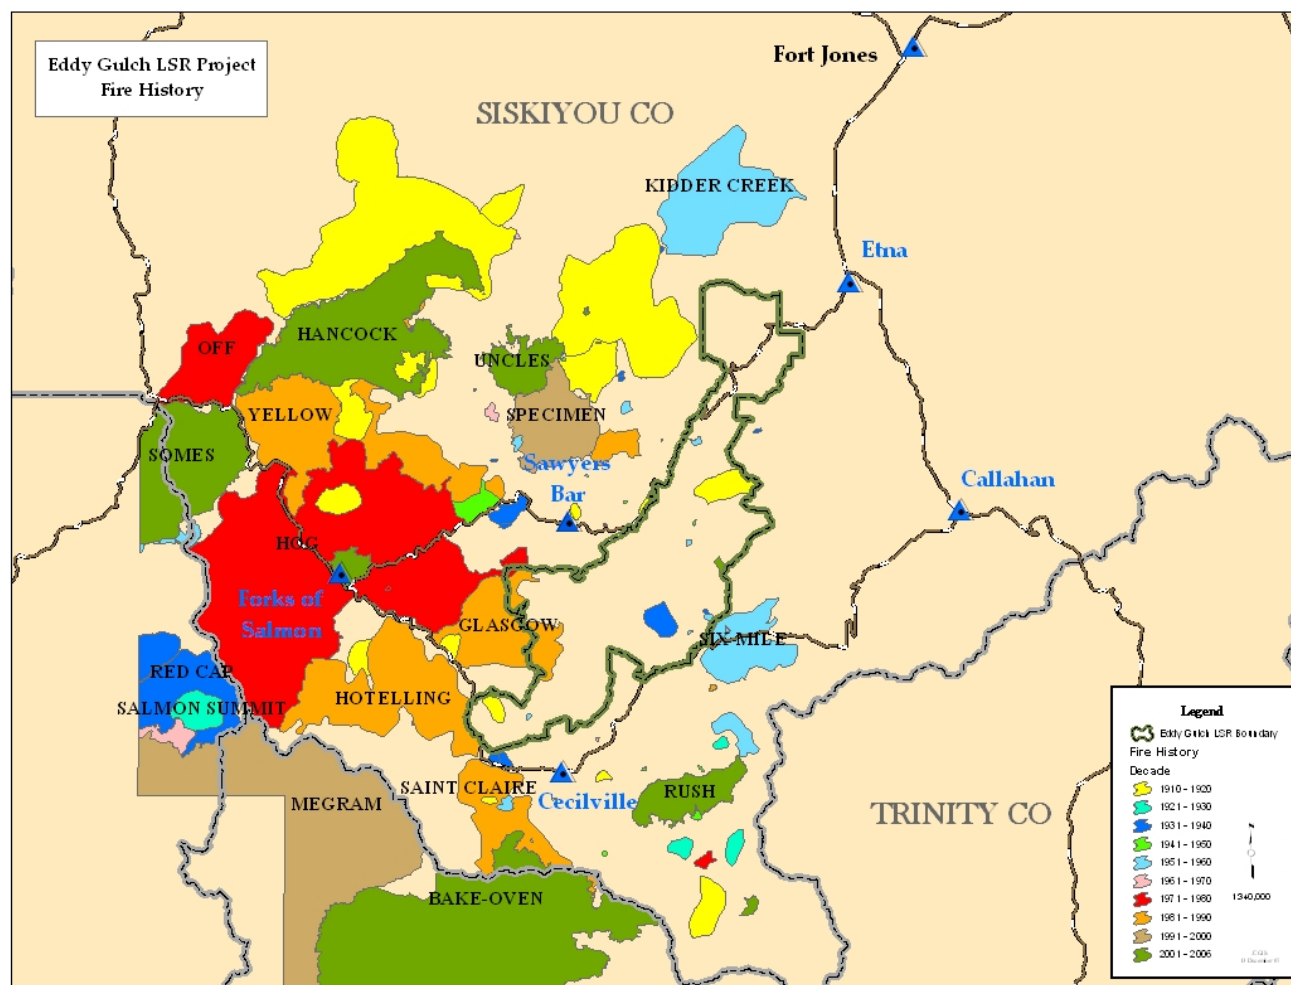 Eddy Gulch LSR Project
Fire History
Fort Jones
SISKIYOU CO
KIDDER CREEK
Etna
OFF
HANCOCK
UNCLES
YELLOW
SPECIMEN
SOMES
Sawyers
Bar
Callahan
HOG
Forks of
Salmon
GLASGOW
SIX-MILE
RED CAP
HOTELLING
SALMON SUMMIT
SAINT CLAIRE
MEGRAM
Cecilville
RUSH
TRINITY CO
BAKE-OVEN
Legend
Eddy Gulch LSR Boundary
Fire History
Decade
1910 - 1920
1921 - 1930
1931 - 1940
1941 - 1950
1951 - 1960
1961 - 1970
1971 - 1980
1981 - 1990
1991 - 2000
2001 - 2006